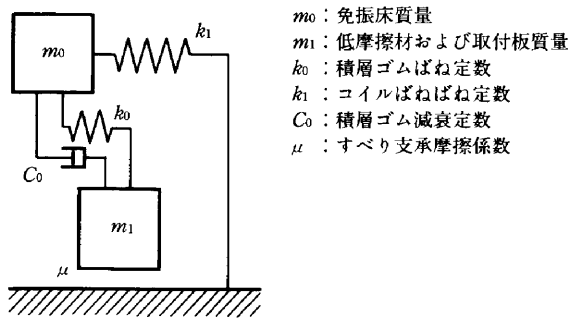 m₀
k₁
k₀
C₀
m₁
μ
m₀：免振床質量
m₁：低摩擦材および取付板質量
k₀：積層ゴムばね定数
k₁：コイルばねばね定数
C₀：積層ゴム減衰定数
μ：すべり支承摩擦係数